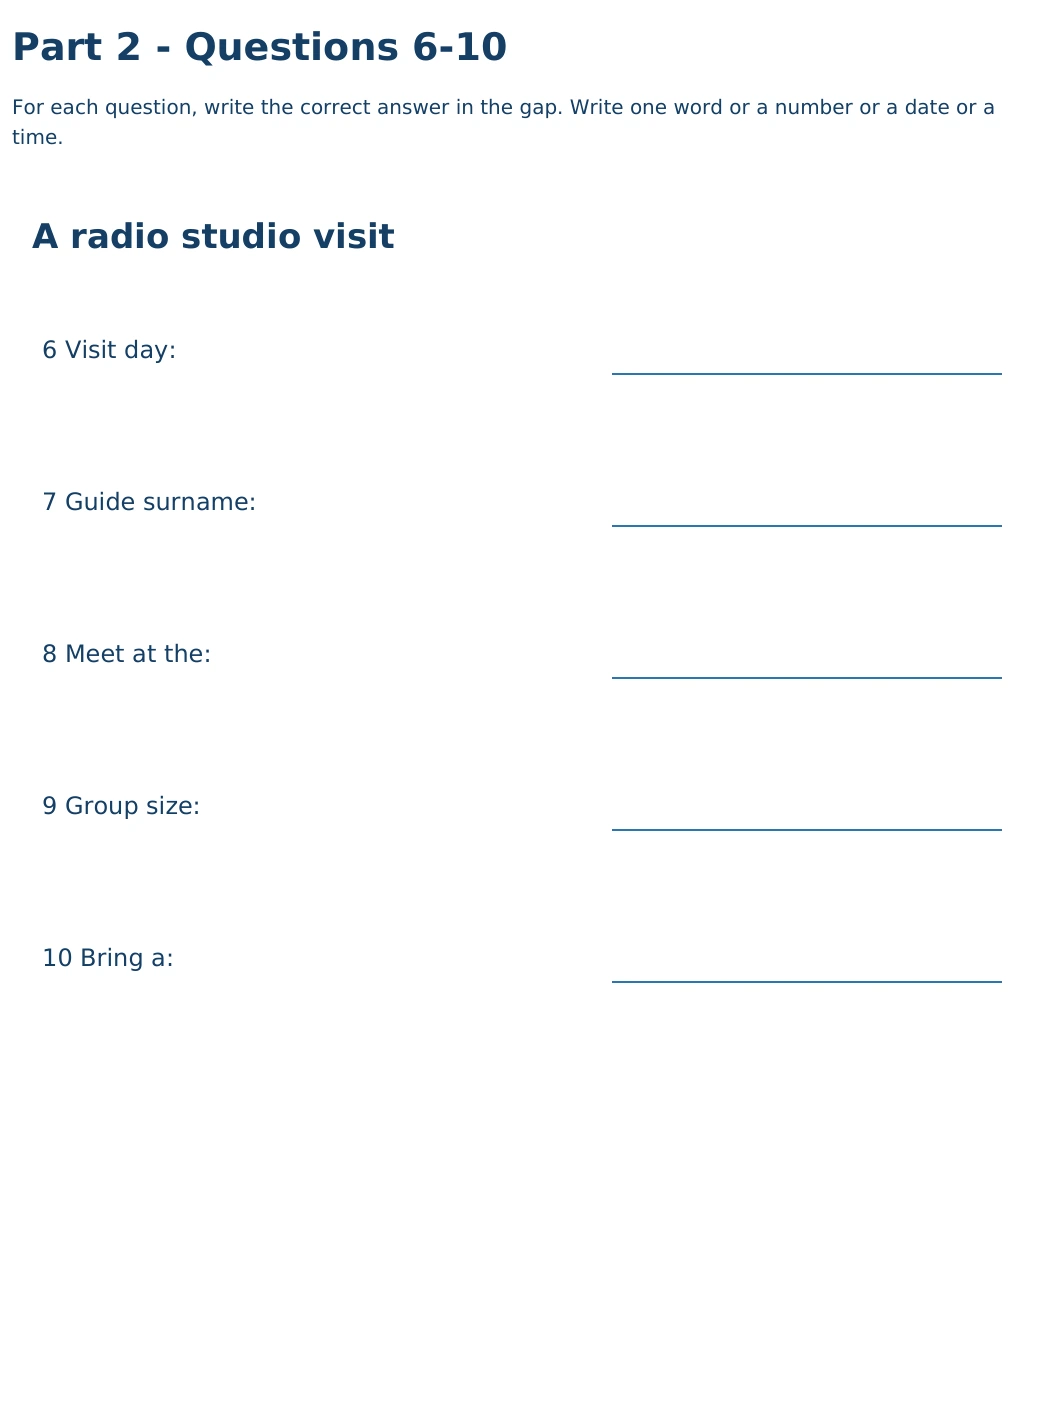 Part 2 - Questions 6-10
For each question, write the correct answer in the gap. Write one word or a number or a date or a
time.
A radio studio visit
6 Visit day:
7 Guide surname:
8 Meet at the:
9 Group size:
10 Bring a: